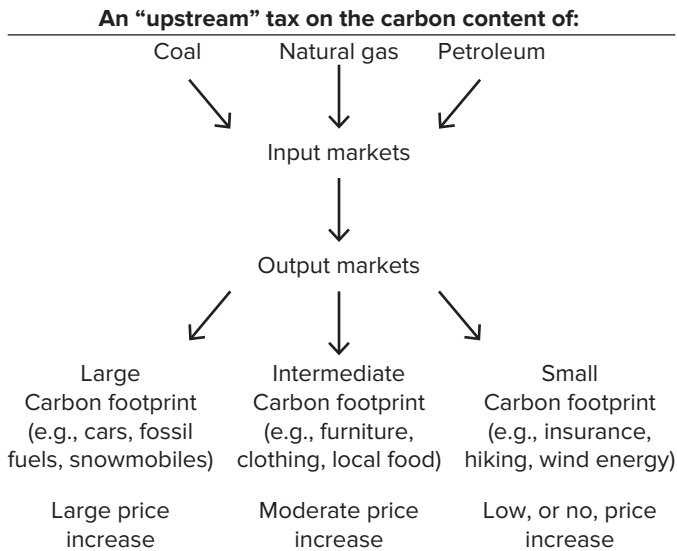 An “upstream” tax on the carbon content of:
Coal Natural gas Petroleum
Input markets
Output markets
Large
Carbon footprint
(e.g., cars, fossil
fuels, snowmobiles)
Intermediate
Carbon footprint
(e.g., furniture,
clothing, local food)
Small
Carbon footprint
(e.g., insurance,
hiking, wind energy)
Large price
increase
Moderate price
increase
Low, or no, price
increase